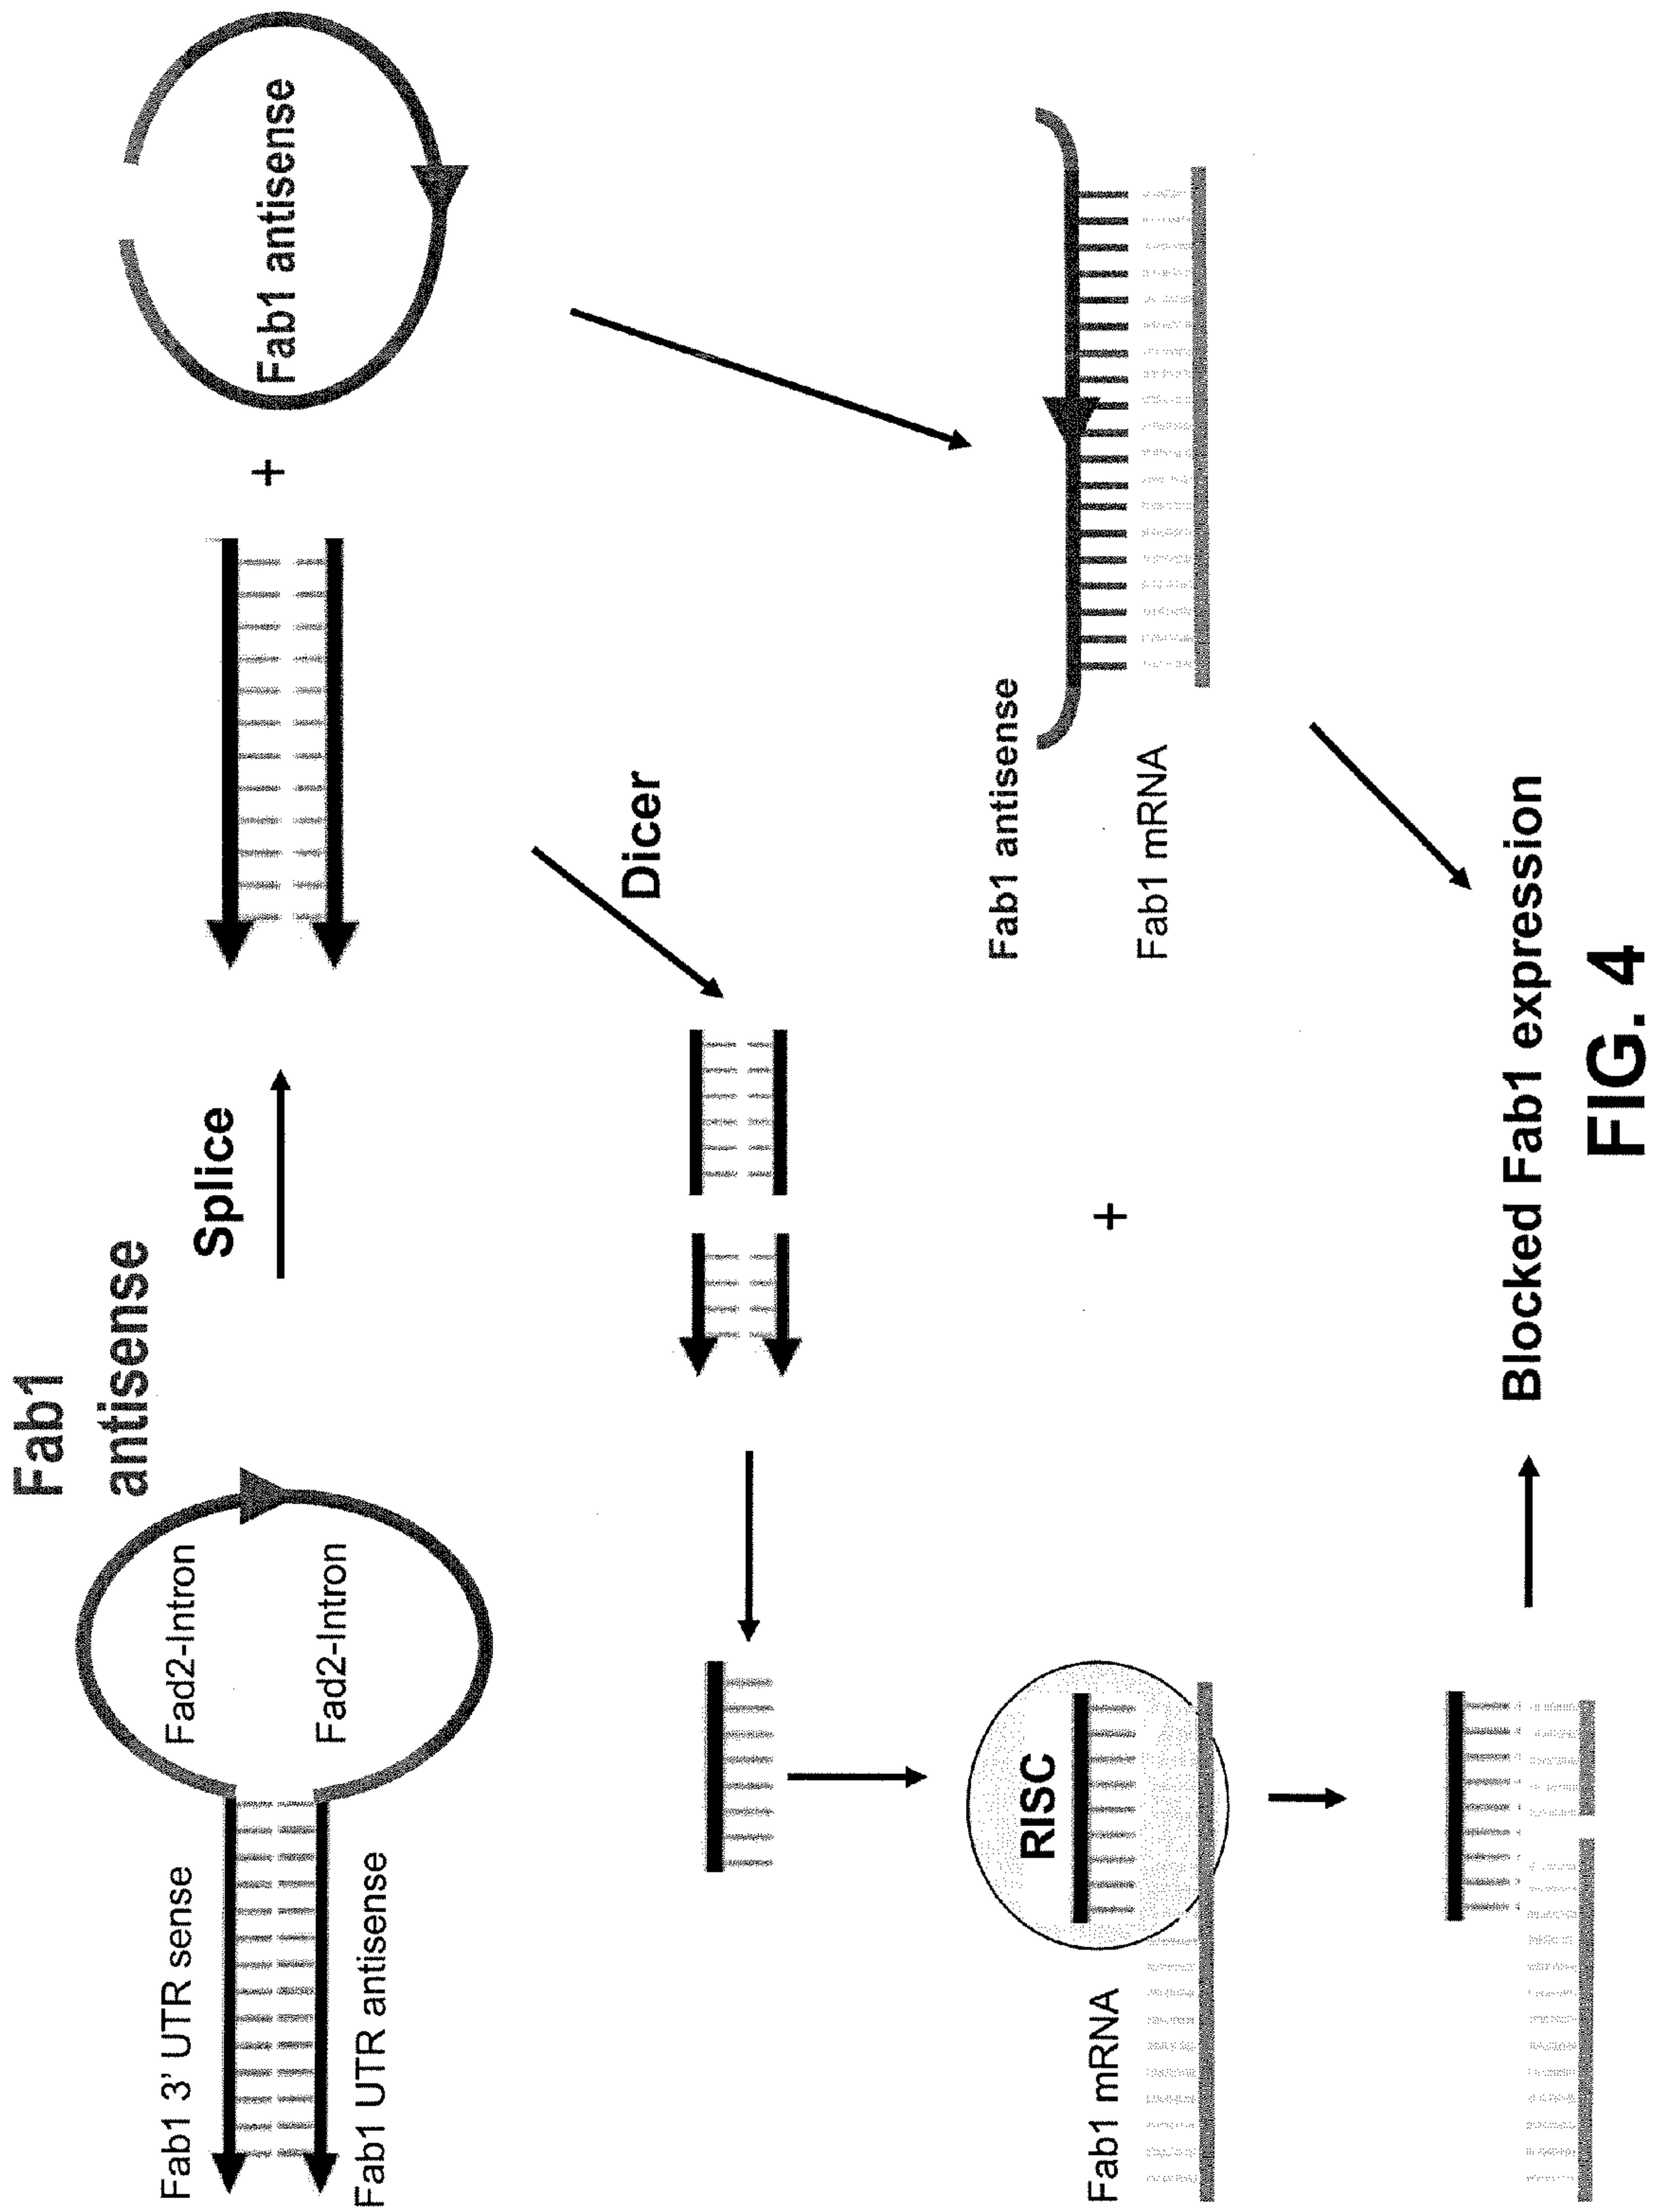 Fab1
antisense
Fab1 3' UTR sense
Fad2-Intron
Fad2-Intron
Fab1 UTR antisense
Splice
+
Fab1 antisense
Dicer
RISC
Fab1 mRNA
+
Fab1 antisense
Fab1 mRNA
Blocked Fab1 expression
FIG. 4